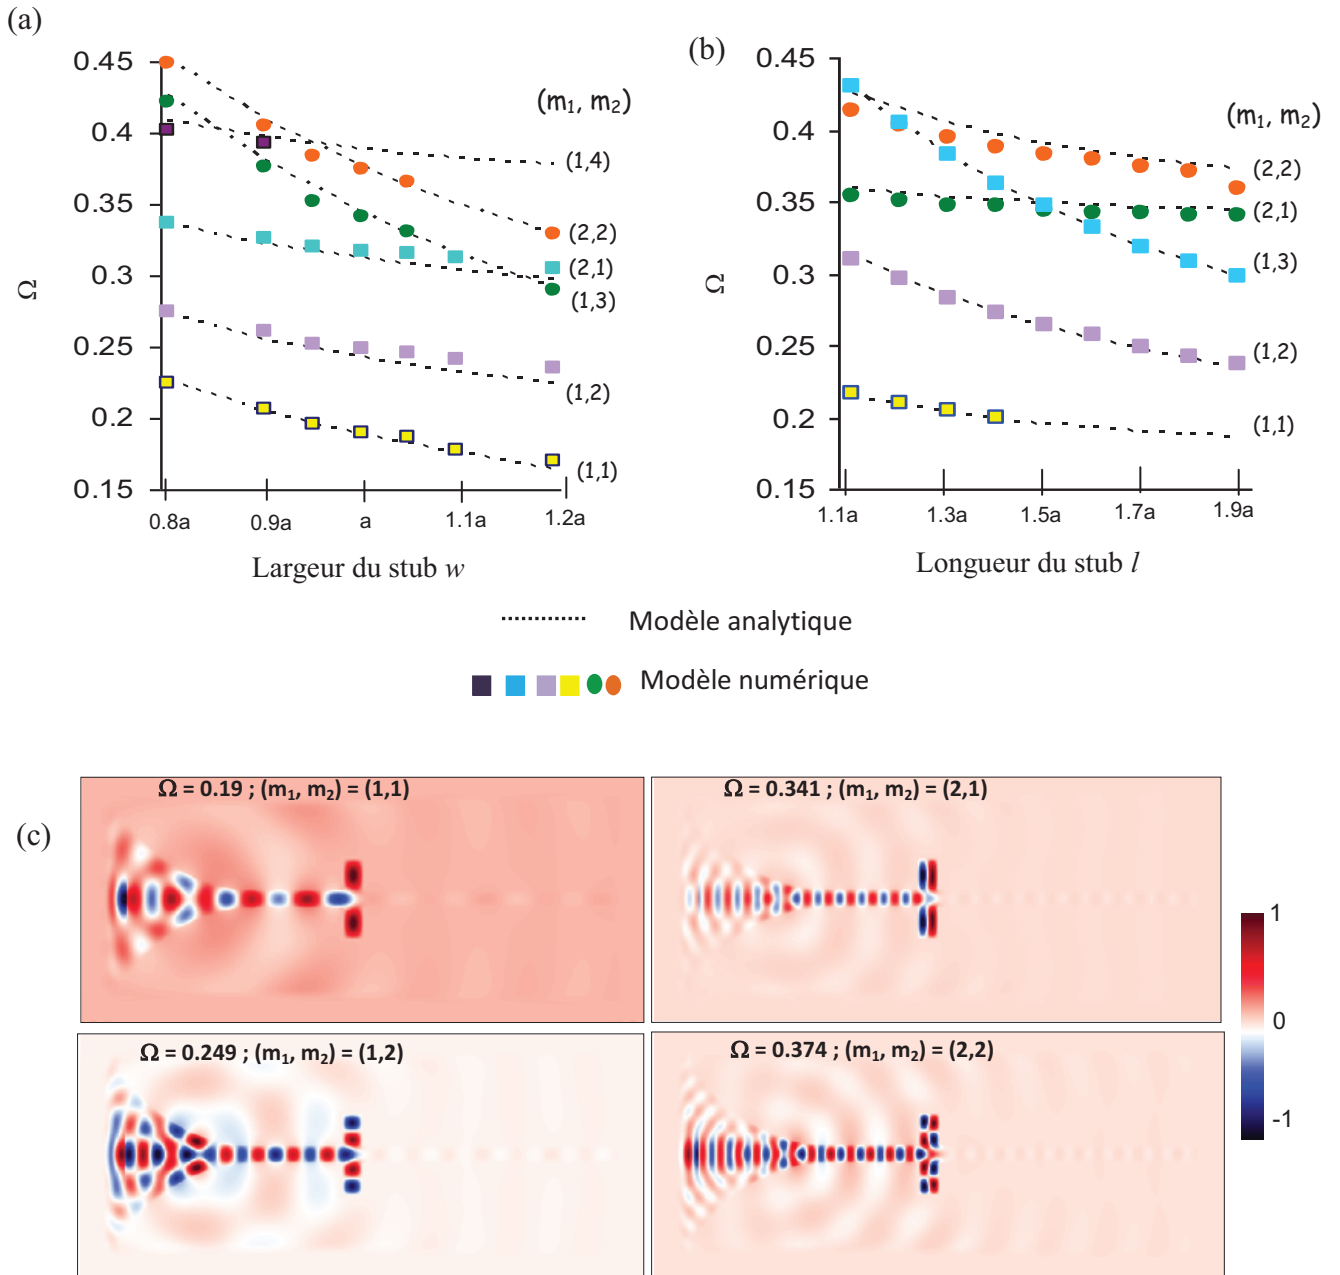 (a)
0.45
0.4
0.35
0.3
0.25
0.2
0.15
Ω
0.8a
0.9a
a
1.1a
1.2a
Largeur du stub w
(m₁, m₂)
(1,4)
(2,2)
(2,1)
(1,3)
(1,2)
(1,1)
(b)
0.45
0.4
0.35
0.3
0.25
0.2
0.15
Ω
1.1a
1.3a
1.5a
1.7a
1.9a
Longueur du stub l
(m₁, m₂)
(2,2)
(2,1)
(1,3)
(1,2)
(1,1)
Modèle analytique
Modèle numérique
(c)
Ω = 0.19 ; (m₁, m₂) = (1,1)
Ω = 0.341 ; (m₁, m₂) = (2,1)
Ω = 0.249 ; (m₁, m₂) = (1,2)
Ω = 0.374 ; (m₁, m₂) = (2,2)
1
0
-1